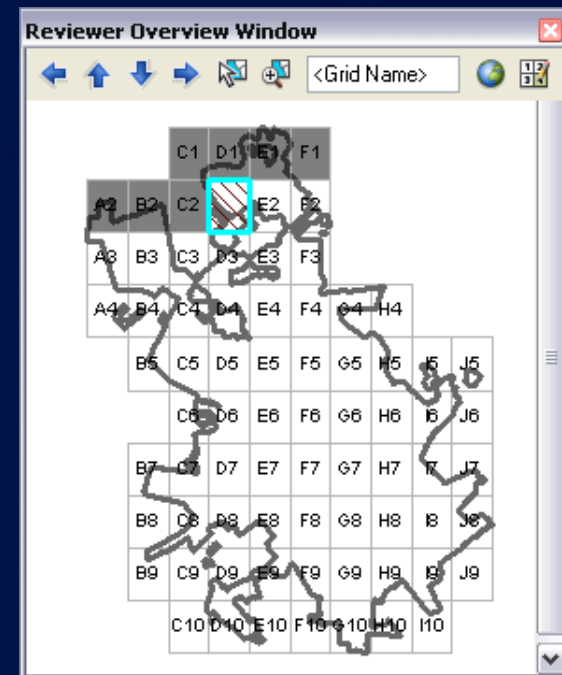 Reviewer Overview Window
<Grid Name>
C1 D1 E1 F1
A2 B2 C2 E2 F2
A3 B3 C3 D3 E3 F3
A4 B4 C4 D4 E4 F4 G4 H4
B5 C5 D5 E5 F5 G5 H5 I5 J5
C6 D6 E6 F6 G6 H6 I6 J6
B7 C7 D7 E7 F7 G7 H7 I7 J7
B8 C8 D8 E8 F8 G8 H8 I8 J8
B9 C9 D9 E9 F9 G9 H9 I9 J9
C10 D10 E10 F10 G10 H10 I10